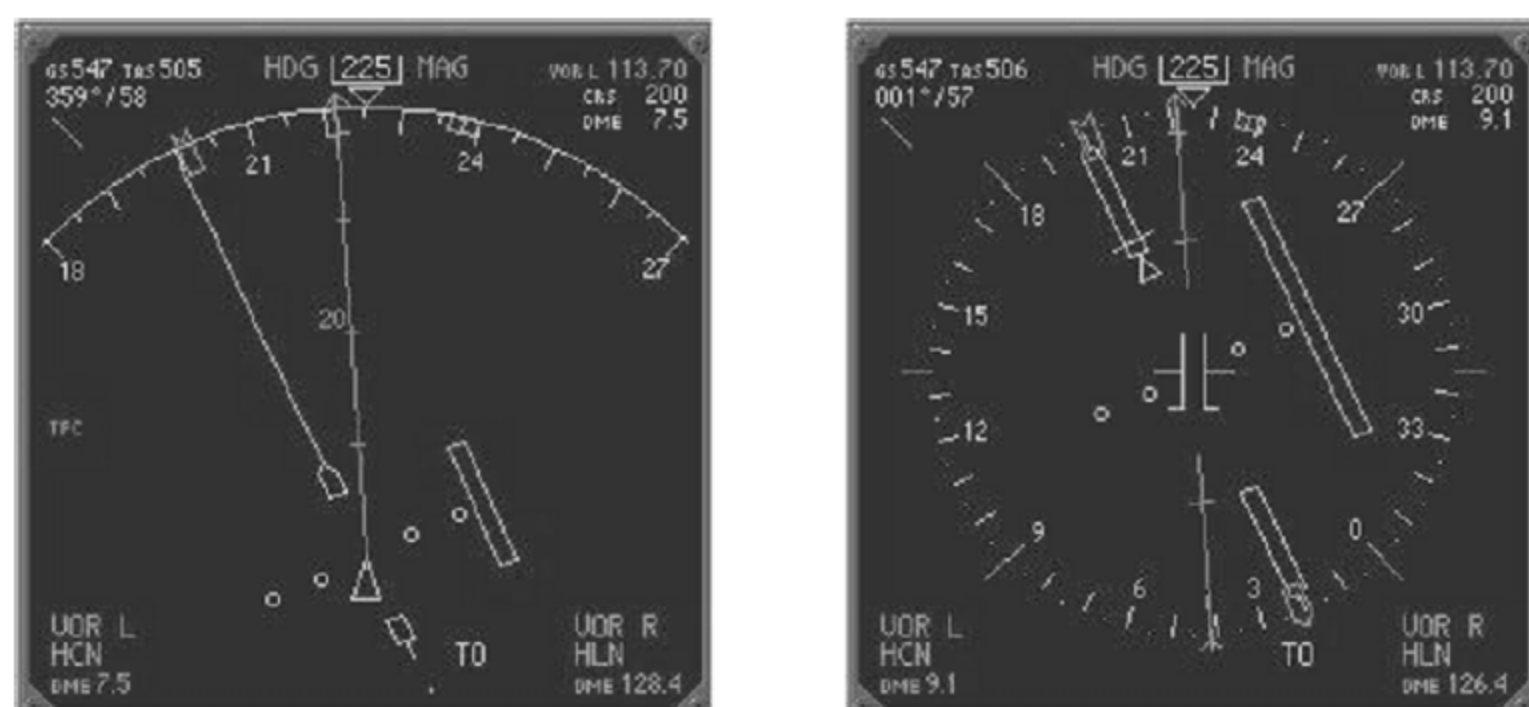 GS547 TAS505 HDG 225 MAG VOR L 113.70
359°/58 CRS 200
DME 7.5
21 24
18 27
20
TFC
VOR L VOR R
HCN TO HLN
DME 7.5 DME 128.4
GS547 TAS506 HDG 225 MAG VOR L 113.70
001°/57 CRS 200
DME 9.1
21 24
18 27
15 30
12 33
9 0
6 3
VOR L VOR R
HCN TO HLN
DME 9.1 DME 126.4